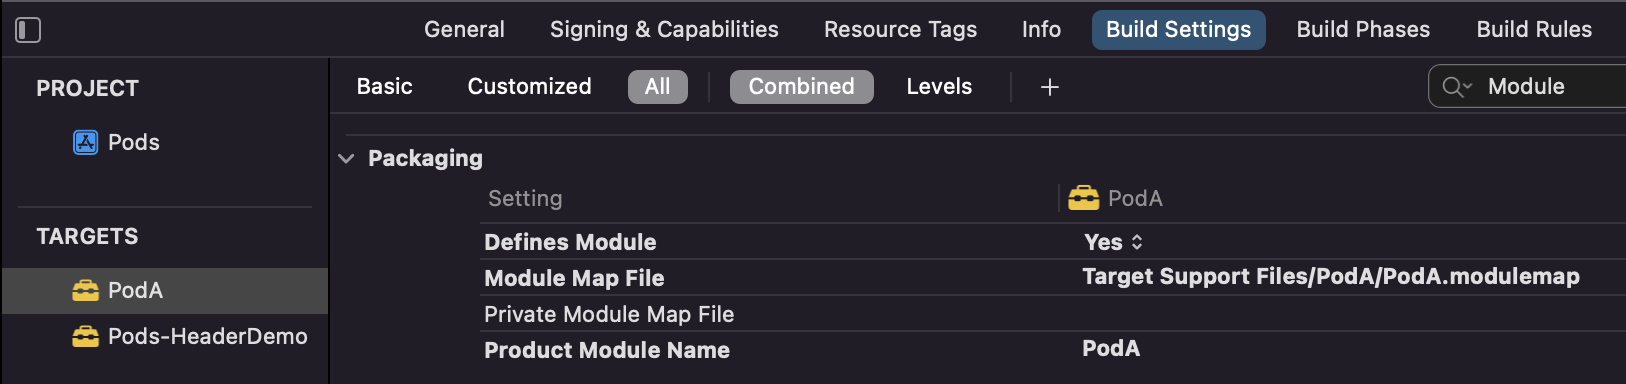 General Signing & Capabilities Resource Tags Info Build Settings Build Phases Build Rules
PROJECT
Pods
TARGETS
PodA
Pods-HeaderDemo
Basic Customized All Combined Levels + Module
Packaging
Setting PodA
Defines Module Yes
Module Map File Target Support Files/PodA/PodA.modulemap
Private Module Map File
Product Module Name PodA